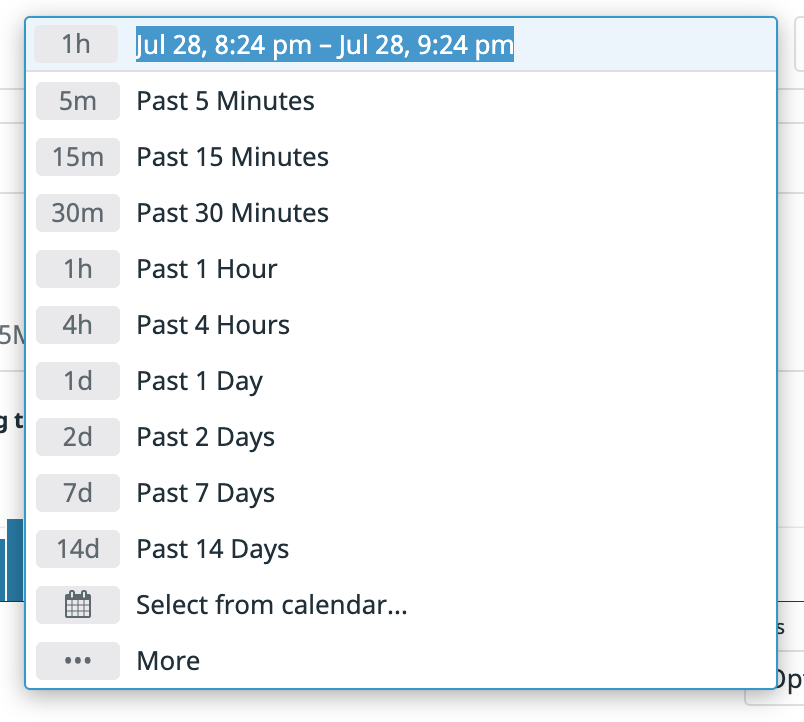 1h Jul 28, 8:24 pm – Jul 28, 9:24 pm
5m Past 5 Minutes
15m Past 15 Minutes
30m Past 30 Minutes
1h Past 1 Hour
4h Past 4 Hours
1d Past 1 Day
2d Past 2 Days
7d Past 7 Days
14d Past 14 Days
Select from calendar...
••• More